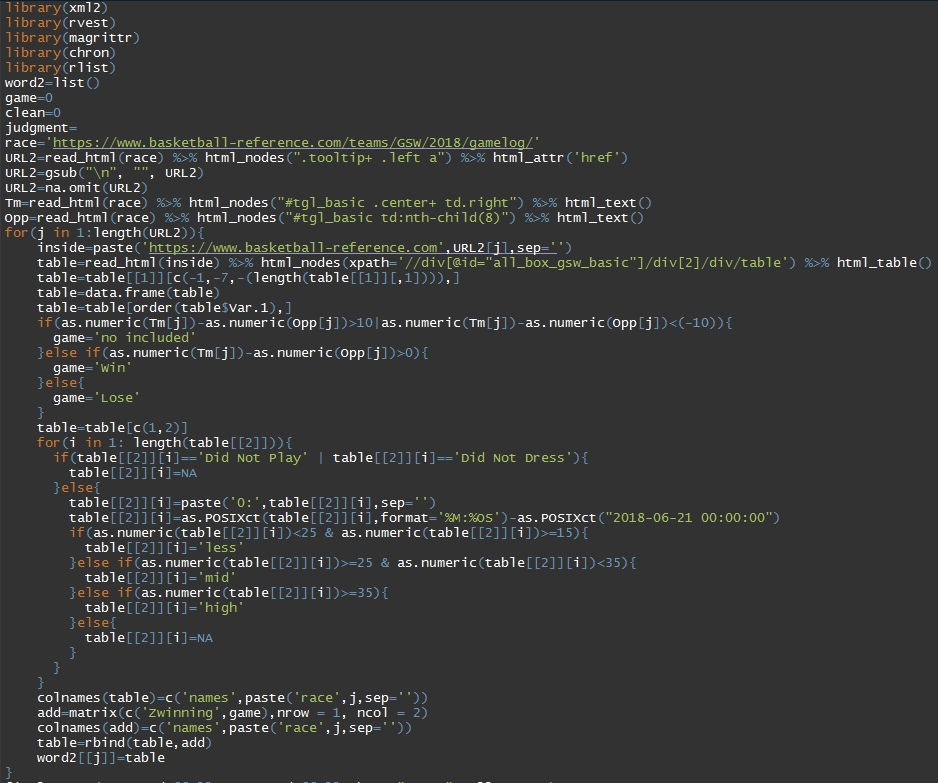 library(xml2)
library(rvest)
library(magrittr)
library(chron)
library(rlist)
word2=list()
game=0
clean=0
judgment=
race='https://www.basketball-reference.com/teams/GSW/2018/gamelog/'
URL2=read_html(race) %>% html_nodes(".tooltip+ .left a") %>% html_attr('href')
URL2=gsub("\n", "", URL2)
URL2=na.omit(URL2)
Tm=read_html(race) %>% html_nodes("#tgl_basic .center+ td.right") %>% html_text()
Opp=read_html(race) %>% html_nodes("#tgl_basic td:nth-child(8)") %>% html_text()
for(j in 1:length(URL2)){
    inside=paste('https://www.basketball-reference.com',URL2[j],sep='')
    table=read_html(inside) %>% html_nodes(xpath='//div[@id="all_box_gsw_basic"]/div[2]/div/table') %>% html_table()
    table=table[[1]][c(-1,-7,-(length(table[[1]][,1]))),]
    table=data.frame(table)
    table=table[order(table$Var.1),]
    if(as.numeric(Tm[j])-as.numeric(Opp[j])>10|as.numeric(Tm[j])-as.numeric(Opp[j])<(-10)){
      game='no included'
    }else if(as.numeric(Tm[j])-as.numeric(Opp[j])>0){
      game='Win'
    }else{
      game='Lose'
    }
    table=table[c(1,2)]
    for(i in 1: length(table[[2]])){
      if(table[[2]][i]=='Did Not Play' | table[[2]][i]=='Did Not Dress'){
        table[[2]][i]=NA
      }else{
        table[[2]][i]=paste('0:',table[[2]][i],sep='')
        table[[2]][i]=as.POSIXct(table[[2]][i],format='%M:%OS')-as.POSIXct("2018-06-21 00:00:00")
        if(as.numeric(table[[2]][i])<25 & as.numeric(table[[2]][i])>=15){
          table[[2]][i]='less'
        }else if(as.numeric(table[[2]][i])>=25 & as.numeric(table[[2]][i])<35){
          table[[2]][i]='mid'
        }else if(as.numeric(table[[2]][i])>=35){
          table[[2]][i]='high'
        }else{
          table[[2]][i]=NA
        }
      }
    }
    colnames(table)=c('names',paste('race',j,sep=''))
    add=matrix(c('Zwinning',game),nrow = 1, ncol = 2)
    colnames(add)=c('names',paste('race',j,sep=''))
    table=rbind(table,add)
    word2[[j]]=table
}